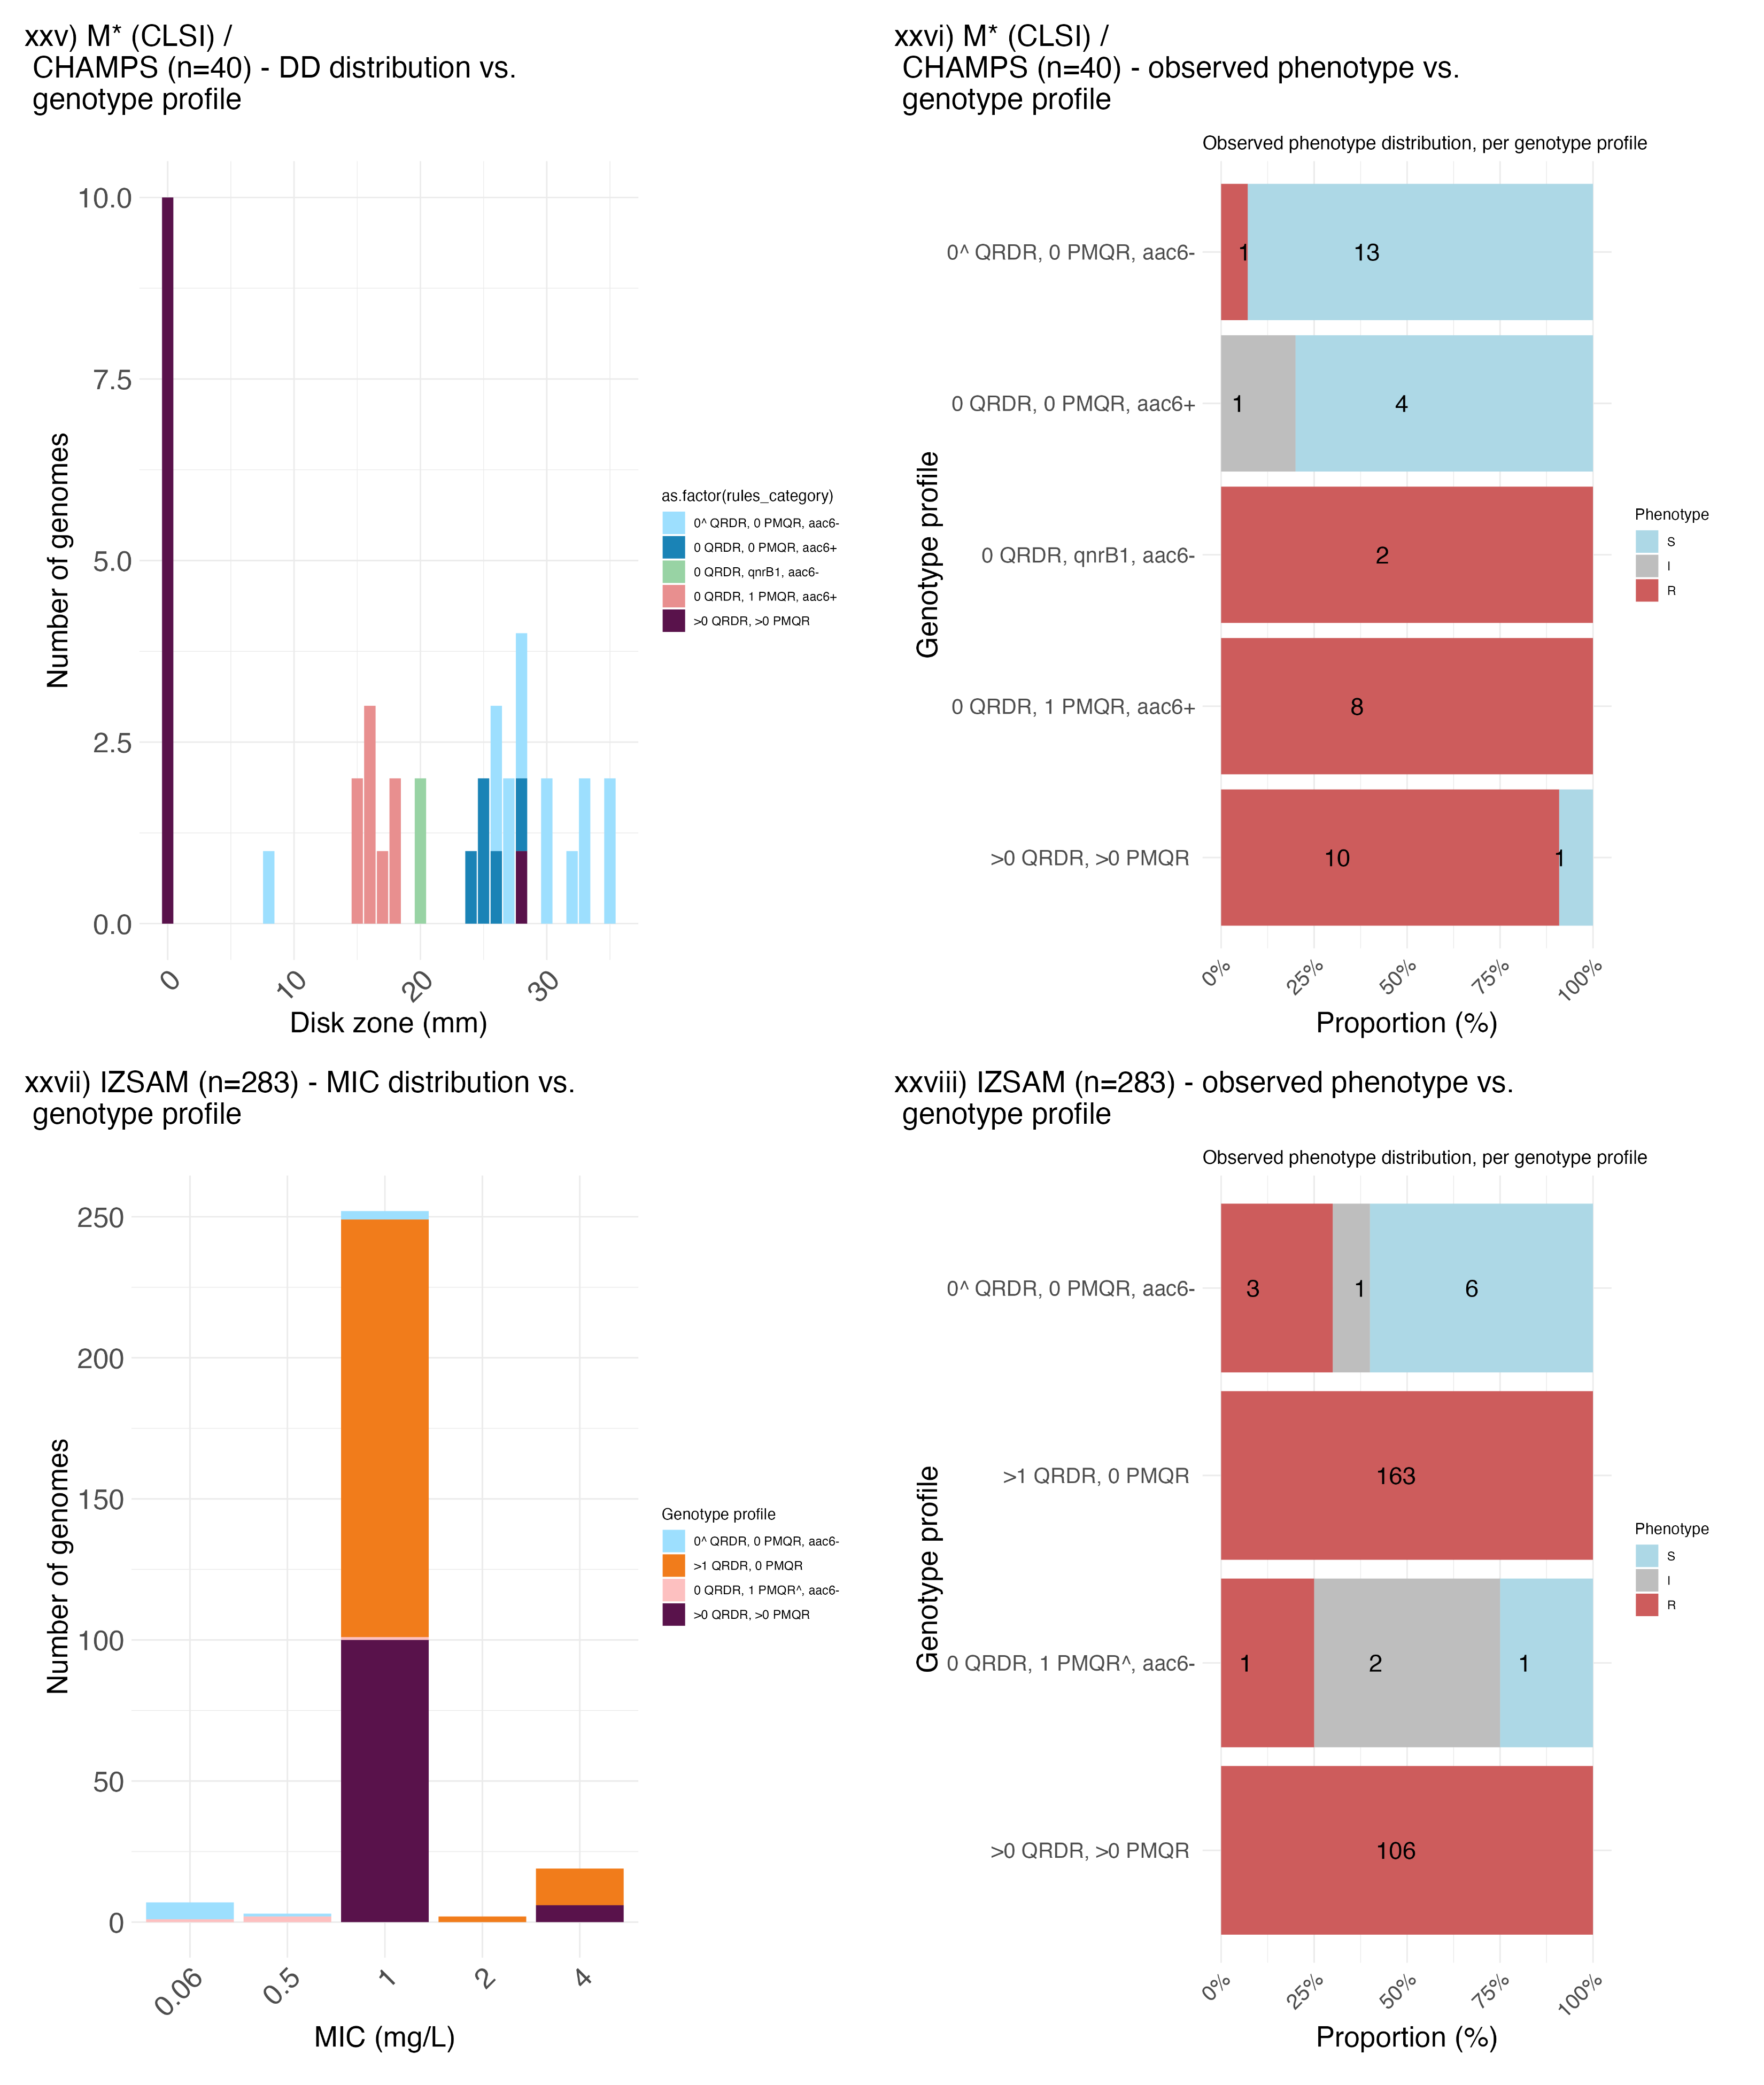 xxv) M* (CLSI) /
CHAMPS (n=40) - DD distribution vs.
genotype profile
10.0
7.5
5.0
2.5
0.0
Number of genomes
0
10
20
30
Disk zone (mm)
as.factor(rules_category)
0^ QRDR, 0 PMQR, aac6-
0 QRDR, 0 PMQR, aac6+
0 QRDR, qnrB1, aac6-
0 QRDR, 1 PMQR, aac6+
>0 QRDR, >0 PMQR
xxvi) M* (CLSI) /
CHAMPS (n=40) - observed phenotype vs.
genotype profile
Observed phenotype distribution, per genotype profile
Genotype profile
0^ QRDR, 0 PMQR, aac6-
1
13
0 QRDR, 0 PMQR, aac6+
1
4
0 QRDR, qnrB1, aac6-
2
0 QRDR, 1 PMQR, aac6+
8
>0 QRDR, >0 PMQR
10
1
0%
25%
50%
75%
100%
Proportion (%)
Phenotype
S
I
R
xxvii) IZSAM (n=283) - MIC distribution vs.
genotype profile
250
200
150
100
50
0
Number of genomes
0.06
0.5
1
2
4
MIC (mg/L)
Genotype profile
0^ QRDR, 0 PMQR, aac6-
>1 QRDR, 0 PMQR
0 QRDR, 1 PMQR^, aac6-
>0 QRDR, >0 PMQR
xxviii) IZSAM (n=283) - observed phenotype vs.
genotype profile
Observed phenotype distribution, per genotype profile
Genotype profile
0^ QRDR, 0 PMQR, aac6-
3
1
6
>1 QRDR, 0 PMQR
163
0 QRDR, 1 PMQR^, aac6-
1
2
1
>0 QRDR, >0 PMQR
106
0%
25%
50%
75%
100%
Proportion (%)
Phenotype
S
I
R